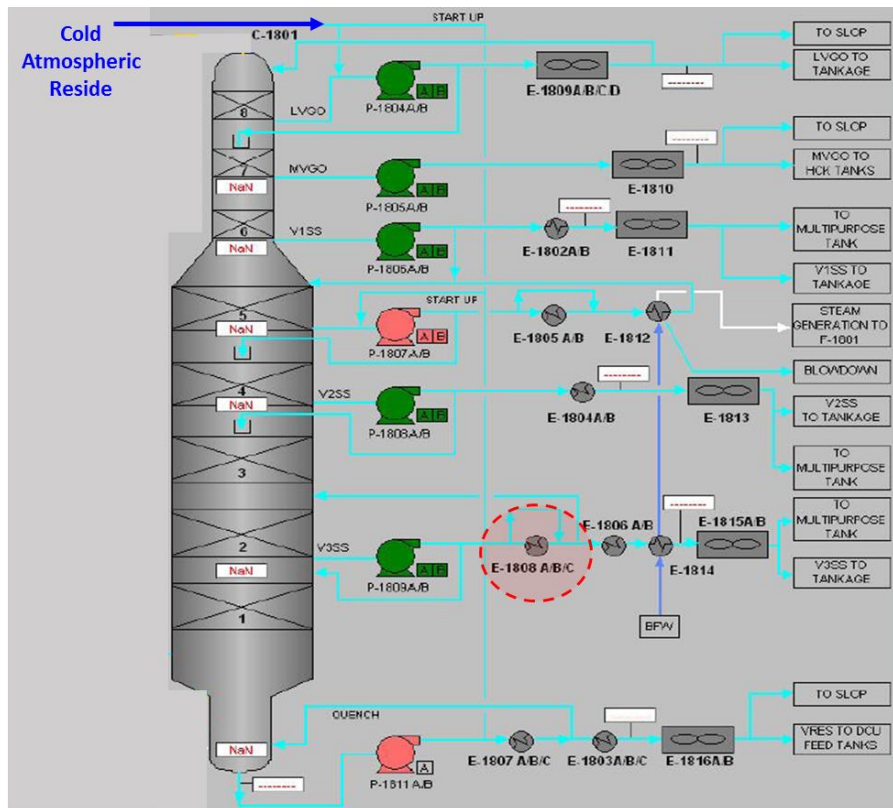 Cold
Atmospheric
Reside
START UP
C-1801
TO SLOP
LVGO TO
TANKAGE
8
LVGO
A B
P-1804A/B
E-1809A/B/C/D
TO SLOP
7
MVGO
NaN
A B
P-1805A/B
E-1810
MVGO TO
HCK TANKS
6
V1SS
NaN
A B
P-1806A/B
E-1802A/B
E-1811
TO
MULTIPURPOSE
TANK
V1SS TO
TANKAGE
START UP
5
NaN
A B
P-1807A/B
E-1805 A/B
E-1812
STEAM
GENERATION TO
F-1801
BLOWDOWN
4
V2SS
NaN
A B
P-1808A/B
E-1804A/B
E-1813
V2SS
TO TANKAGE
TO
MULTIPURPOSE
TANK
3
2
V3SS
NaN
A B
P-1809A/B
E-1808 A/B/C
E-1806 A/B
E-1814
E-1815A/B
TO
MULTIPURPOSE
TANK
V3SS TO
TANKAGE
1
BFW
QUENCH
TO SLOP
NaN
A
P-1811A/B
E-1807 A/B/C
E-1803A/B/C
E-1816A/B
VRES TO DCU
FEED TANKS